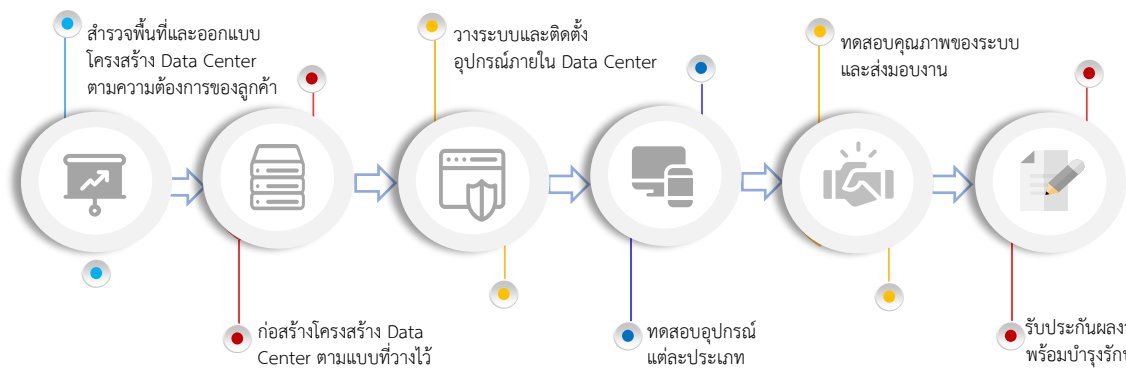 สำรวจพื้นที่และออกแบบ
โครงสร้าง Data Center
ตามความต้องการของลูกค้า
ก่อสร้างโครงสร้าง Data
Center ตามแบบที่วางไว้
วางระบบและติดตั้ง
อุปกรณ์ภายใน Data Center
ทดสอบอุปกรณ์
แต่ละประเภท
ทดสอบคุณภาพของระบบ
และส่งมอบงาน
รับประกันผลง
พร้อมบำรุงรัก